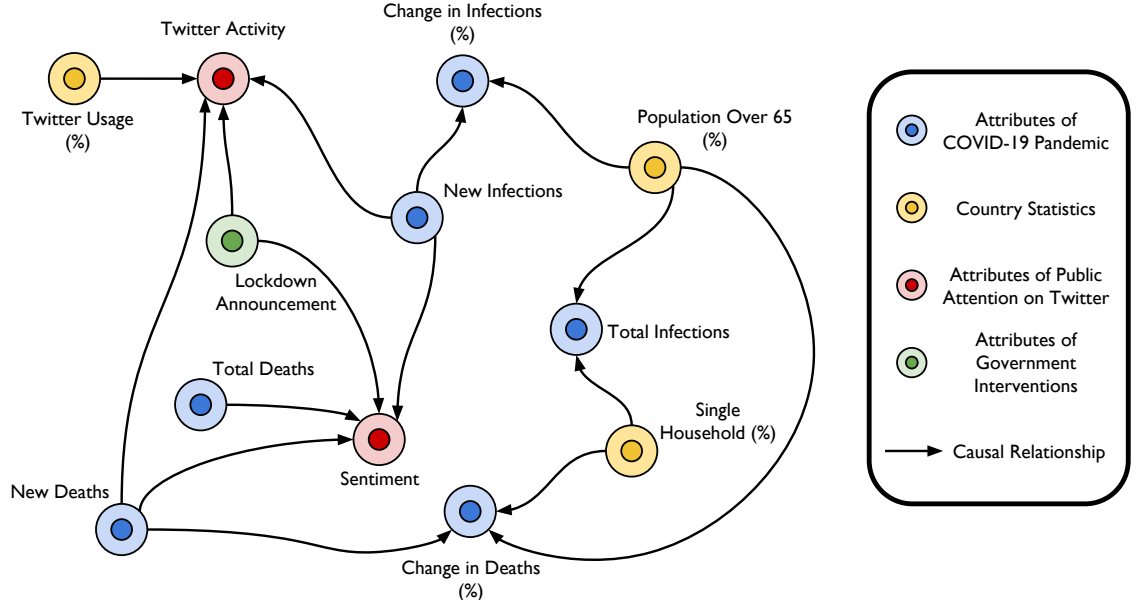 Twitter Activity
Change in Infections
(%)
Twitter Usage
(%)
Population Over 65
(%)
New Infections
Lockdown
Announcement
Total Infections
Total Deaths
Single
Household (%)
Sentiment
New Deaths
Change in Deaths
(%)
Attributes of
COVID-19 Pandemic
Country Statistics
Attributes of Public
Attention on Twitter
Attributes of
Government
Interventions
Causal Relationship